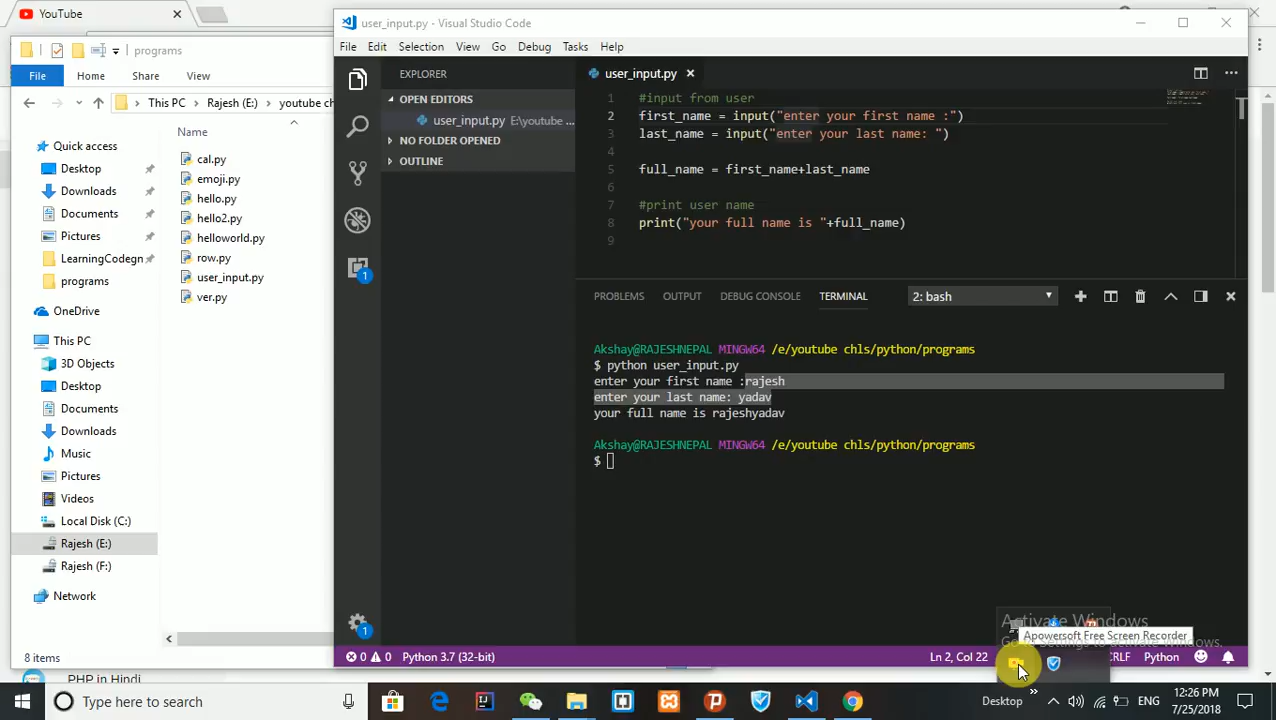 YouTube
user_input.py - Visual Studio Code
programs
File Edit Selection View Go Debug Tasks Help
File Home Share View
EXPLORER
OPEN EDITORS
user_input.py E:\youtube ...
NO FOLDER OPENED
OUTLINE
This PC Rajesh (E:) youtube ch
Name
Quick access
Desktop
Downloads
Documents
Pictures
LearningCodegn
programs
OneDrive
This PC
3D Objects
Desktop
Documents
Downloads
Music
Pictures
Videos
Local Disk (C:)
Rajesh (E:)
Rajesh (F:)
Network
cal.py
emoji.py
hello.py
hello2.py
helloworld.py
row.py
user_input.py
ver.py
8 items
user_input.py
1 #input from user
2 first_name = input("enter your first name :")
3 last_name = input("enter your last name: ")
4
5 full_name = first_name+last_name
6
7 #print user name
8 print("your full name is "+full_name)
9
PROBLEMS OUTPUT DEBUG CONSOLE TERMINAL 2: bash
Akshay@RAJESHNEPAL MINGW64 /e/youtube chls/python/programs
$ python user_input.py
enter your first name :rajesh
enter your last name: yadav
your full name is rajeshyadav
Akshay@RAJESHNEPAL MINGW64 /e/youtube chls/python/programs
$
1
1
Activate Windows
Apowersoft Free Screen Recorder
0 0 Python 3.7 (32-bit) Ln 2, Col 22 CRLF Python
PHP in Hindi
Type here to search
Desktop
ENG
12:26 PM
7/25/2018